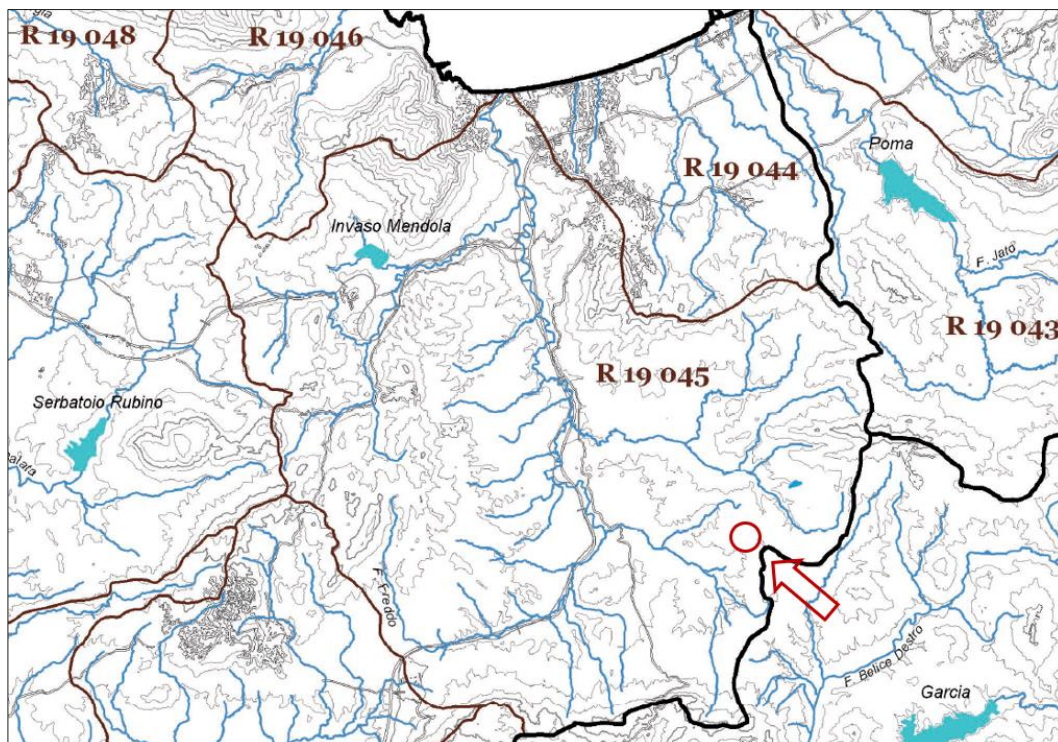 R 19 048
R 19 046
R 19 044
Poma
Invaso Mendola
F. Jato
R 19 043
R 19 045
Serbatoio Rubino
F. Freddo
F. Belice Destro
Garcia